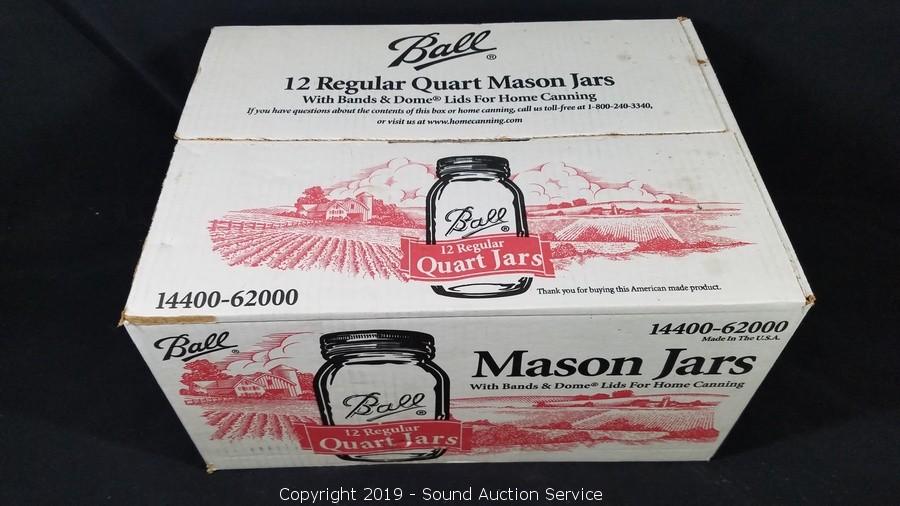 Ball®
12 Regular Quart Mason Jars
With Bands & Dome® Lids For Home Canning
If you have questions about the contents of this box or home canning, call us toll-free at 1-800-240-3340,
or visit us at www.homecanning.com
Ball®
12 Regular
Quart Jars
14400-62000
Thank you for buying this American made product.
Ball®
14400-62000
Made In The U.S.A.
Mason Jars
With Bands & Dome® Lids For Home Canning
Ball®
12 Regular
Quart Jars
Copyright 2019 - Sound Auction Service